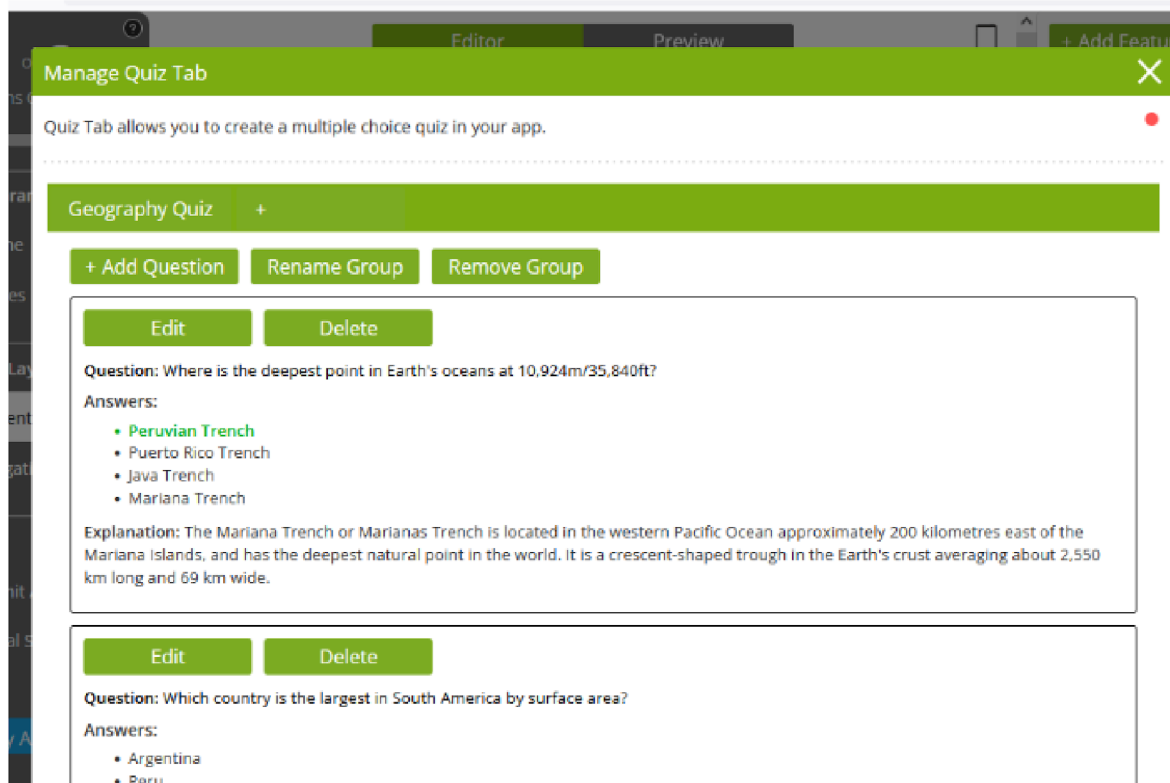 ?
Editor Preview + Add Featu
Manage Quiz Tab
Quiz Tab allows you to create a multiple choice quiz in your app.
Geography Quiz +
+ Add Question Rename Group Remove Group
Edit Delete
Question: Where is the deepest point in Earth's oceans at 10,924m/35,840ft?
Answers:
• Peruvian Trench
• Puerto Rico Trench
• Java Trench
• Mariana Trench
Explanation: The Mariana Trench or Marianas Trench is located in the western Pacific Ocean approximately 200 kilometres east of the
Mariana Islands, and has the deepest natural point in the world. It is a crescent-shaped trough in the Earth's crust averaging about 2,550
km long and 69 km wide.
Edit Delete
Question: Which country is the largest in South America by surface area?
Answers:
• Argentina
• Peru